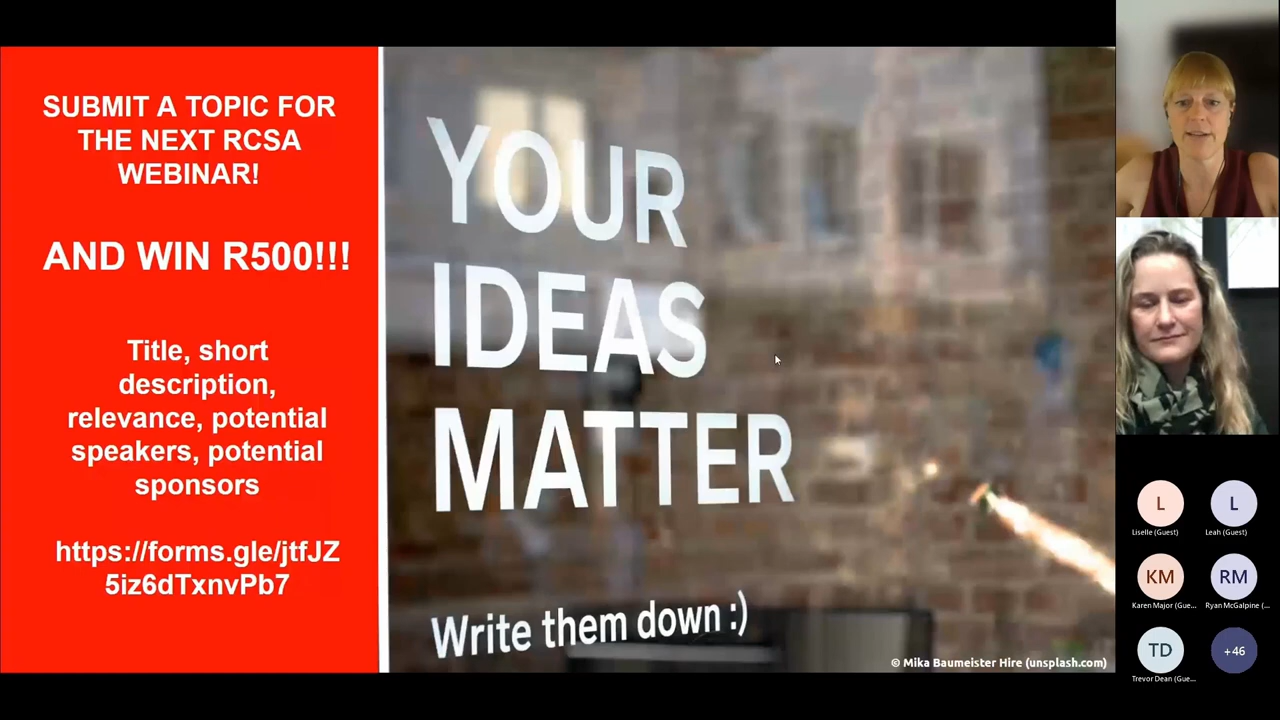 SUBMIT A TOPIC FOR
THE NEXT RCSA
WEBINAR!
AND WIN R500!!!
Title, short
description,
relevance, potential
speakers, potential
sponsors
https://forms.gle/jtfJZ
5iz6dTxnvPb7
YOUR
IDEAS
MATTER
Write them down :)
© Mika Baumeister Hire (unsplash.com)
L
L
Liselle (Guest)
Leah (Guest)
KM
RM
Karen Major (Gue...
Ryan McGalpine (...
TD
+46
Trevor Dean (Gue...